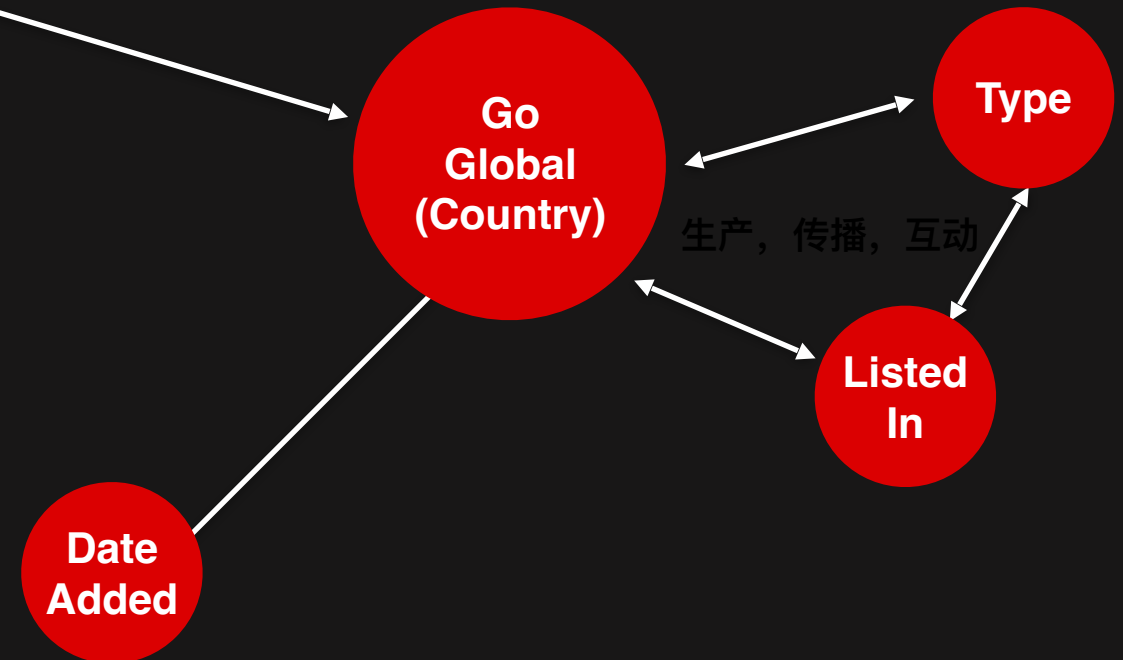 Go
Global
(Country)
Type
生产，传播，互动
Listed
In
Date
Added